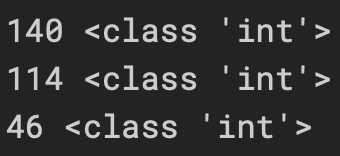 140 <class 'int'>
114 <class 'int'>
46 <class 'int'>